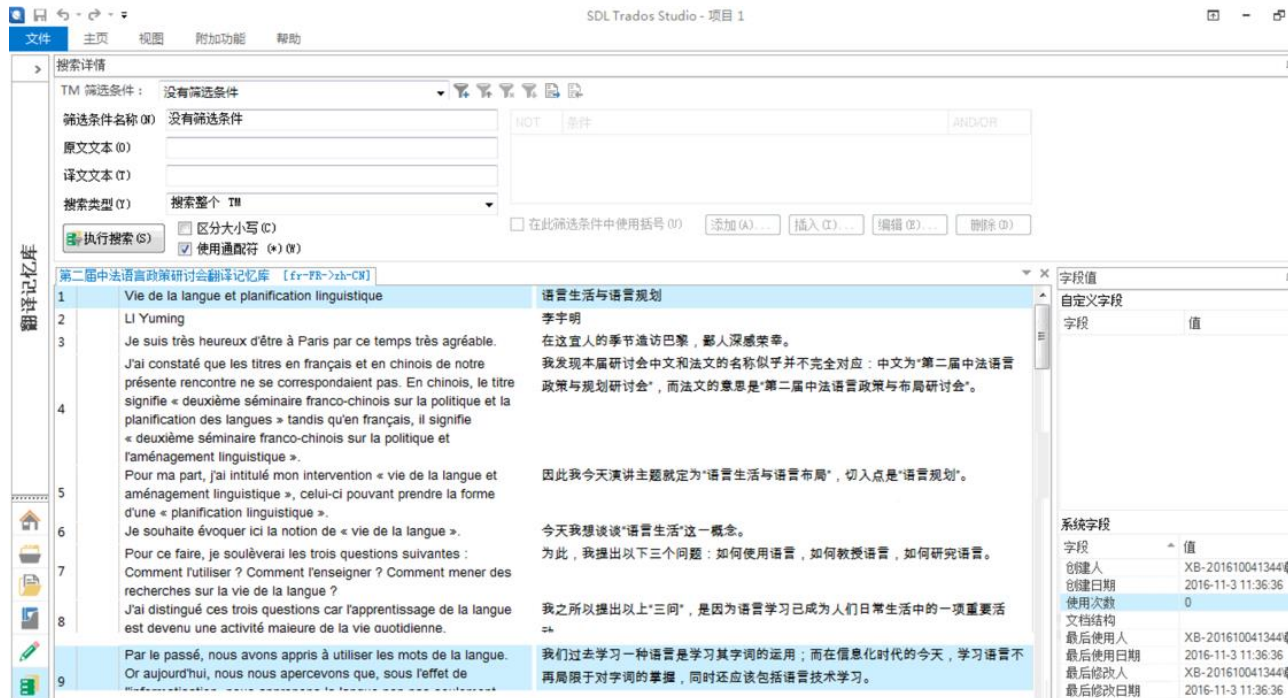 SDL Trados Studio - 项目 1
文件 主页 视图 附加功能 帮助
搜索详情
TM 筛选条件： 没有筛选条件
筛选条件名称(N) 没有筛选条件
NOT 条件 AND/OR
原文文本(O)
译文文本(T)
搜索类型(Y) 搜索整个 TM
执行搜索(S)
区分大小写(C)
使用通配符 (*)(W)
在此筛选条件中使用括号(U) 添加(A)... 插入(I)... 编辑(E)... 删除(D)
翻译记忆库
第二届中法语言政策研讨会翻译记忆库 [fr-FR->zh-CN]
1 Vie de la langue et planification linguistique 语言生活与语言规划
2 LI Yuming 李宇明
3 Je suis très heureux d'être à Paris par ce temps très agréable. 在这宜人的季节造访巴黎，鄙人深感荣幸。
4
J'ai constaté que les titres en français et en chinois de notre
présente rencontre ne se correspondaient pas. En chinois, le titre
signifie « deuxième séminaire franco-chinois sur la politique et la
planification des langues » tandis qu'en français, il signifie
« deuxième séminaire franco-chinois sur la politique et
l'aménagement linguistique ».
我发现本届研讨会中文和法文的名称似乎并不完全对应：中文为“第二届中法语言
政策与规划研讨会”，而法文的意思是“第二届中法语言政策与布局研讨会”。
5
Pour ma part, j'ai intitulé mon intervention « vie de la langue et
aménagement linguistique », celui-ci pouvant prendre la forme
d'une « planification linguistique ».
因此我今天演讲主题就定为“语言生活与语言布局”，切入点是“语言规划”。
6 Je souhaite évoquer ici la notion de « vie de la langue ». 今天我想谈谈“语言生活”这一概念。
7
Pour ce faire, je soulèverai les trois questions suivantes :
Comment l'utiliser ? Comment l'enseigner ? Comment mener des
recherches sur la vie de la langue ?
为此，我提出以下三个问题：如何使用语言，如何教授语言，如何研究语言。
8
J'ai distingué ces trois questions car l'apprentissage de la langue
est devenu une activité majeure de la vie quotidienne.
我之所以提出以上“三问”，是因为语言学习已成为人们日常生活中的一项重要活
9
Par le passé, nous avons appris à utiliser les mots de la langue.
Or aujourd'hui, nous nous apercevons que, sous l'effet de
我们过去学习一种语言是学习其字词的运用；而在信息化时代的今天，学习语言不
再局限于对字词的掌握，同时还应该包括语言技术学习。
字段值
自定义字段
字段 值
系统字段
字段 值
创建人 XB-201610041344\
创建日期 2016-11-3 11:36:36
使用次数 0
文档结构
最后使用人 XB-201610041344\
最后使用日期 2016-11-3 11:36:36
最后修改人 XB-201610041344\
最后修改日期 2016-11-3 11:36:36